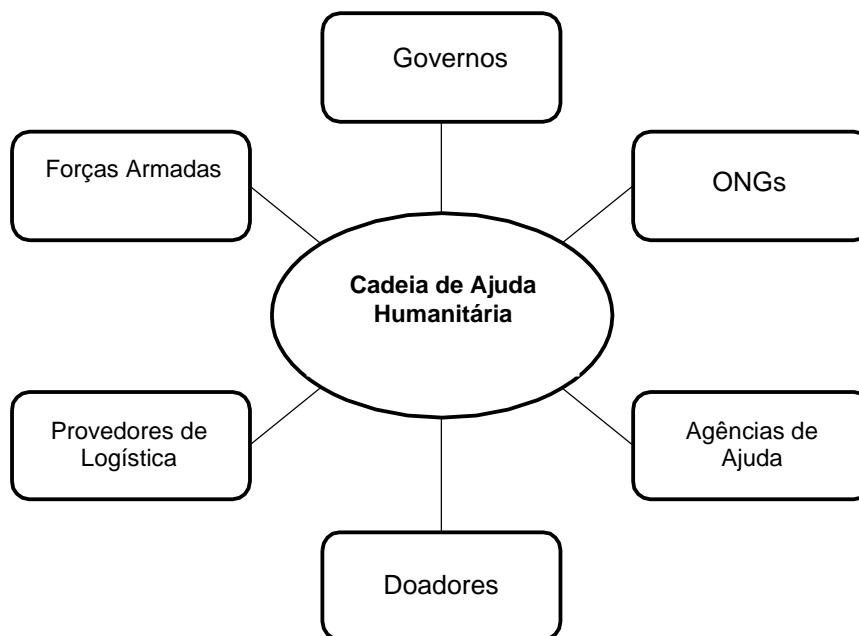 Governos
Forças Armadas
ONGs
Cadeia de Ajuda
Humanitária
Provedores de
Logística
Agências de
Ajuda
Doadores